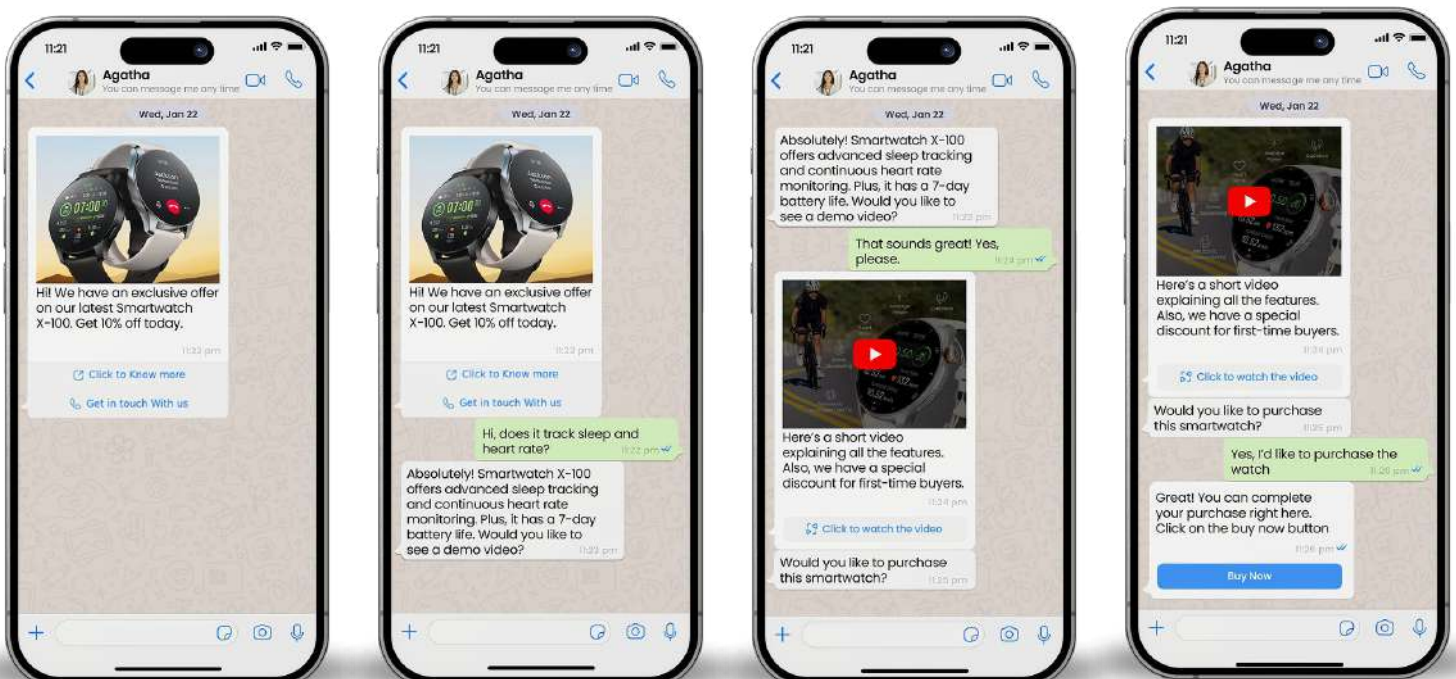 11:21
Agatha
You can message me any time
Wed, Jan 22
07:00
Hi! We have an exclusive offer
on our latest Smartwatch
X-100. Get 10% off today.
11:22 pm
Click to Know more
Get in touch With us
11:21
Agatha
You can message me any time
Wed, Jan 22
07:00
Hi! We have an exclusive offer
on our latest Smartwatch
X-100. Get 10% off today.
11:22 pm
Click to Know more
Get in touch With us
Hi, does it track sleep and
heart rate?
11:22 pm
Absolutely! Smartwatch X-100
offers advanced sleep tracking
and continuous heart rate
monitoring. Plus, it has a 7-day
battery life. Would you like to
see a demo video?
11:22 pm
11:21
Agatha
You can message me any time
Wed, Jan 22
Absolutely! Smartwatch X-100
offers advanced sleep tracking
and continuous heart rate
monitoring. Plus, it has a 7-day
battery life. Would you like to
see a demo video?
11:22 pm
That sounds great! Yes,
please.
11:24 pm
Here's a short video
explaining all the features.
Also, we have a special
discount for first-time buyers.
11:24 pm
Click to watch the video
Would you like to purchase
this smartwatch?
11:25 pm
11:21
Agatha
You can message me any time
Wed, Jan 22
Here's a short video
explaining all the features.
Also, we have a special
discount for first-time buyers.
11:24 pm
Click to watch the video
Would you like to purchase
this smartwatch?
11:25 pm
Yes, I'd like to purchase the
watch
Great! You can complete
your purchase right here.
Click on the buy now button
11:26 pm
Buy Now